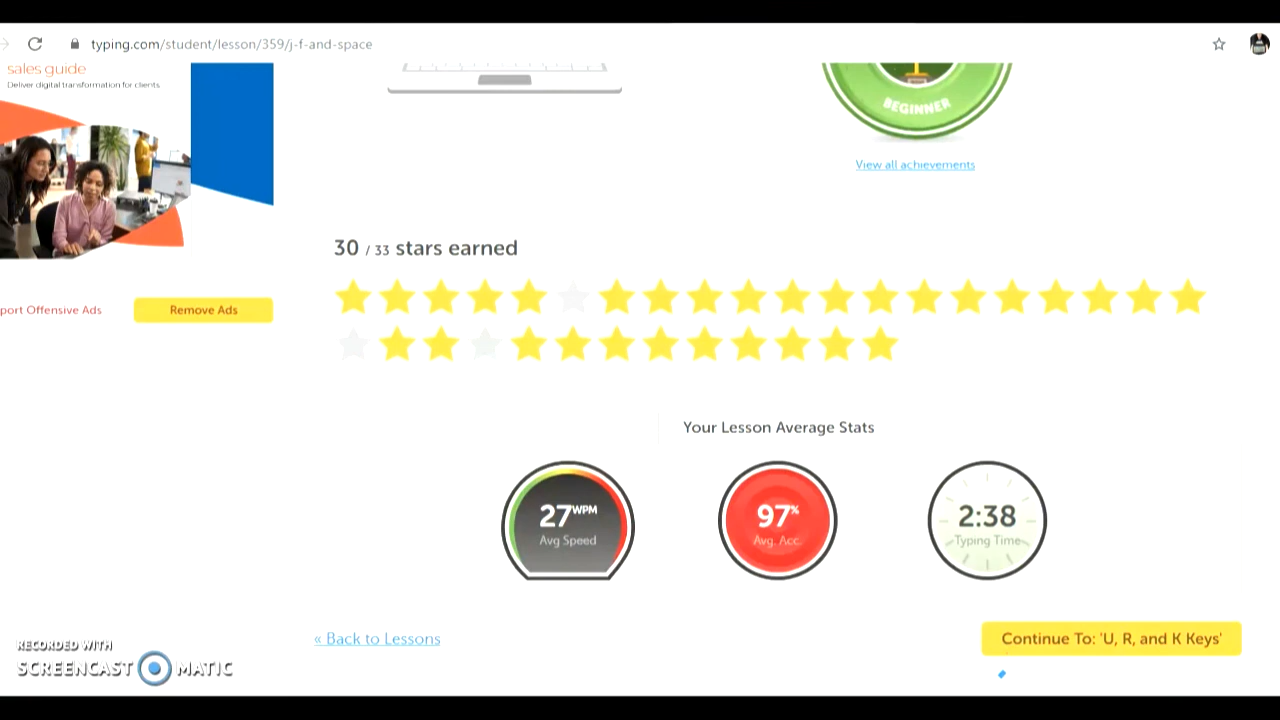 typing.com/student/lesson/359/j-f-and-space
sales guide
Deliver digital transformation for clients
BEGINNER
View all achievements
30 / 33 stars earned
port Offensive Ads
Remove Ads
Your Lesson Average Stats
27 WPM
Avg Speed
97%
Avg. Acc.
2:38
Typing Time
« Back to Lessons
Continue To: 'U, R, and K Keys'
RECORDED WITH
SCREENCAST MATIC